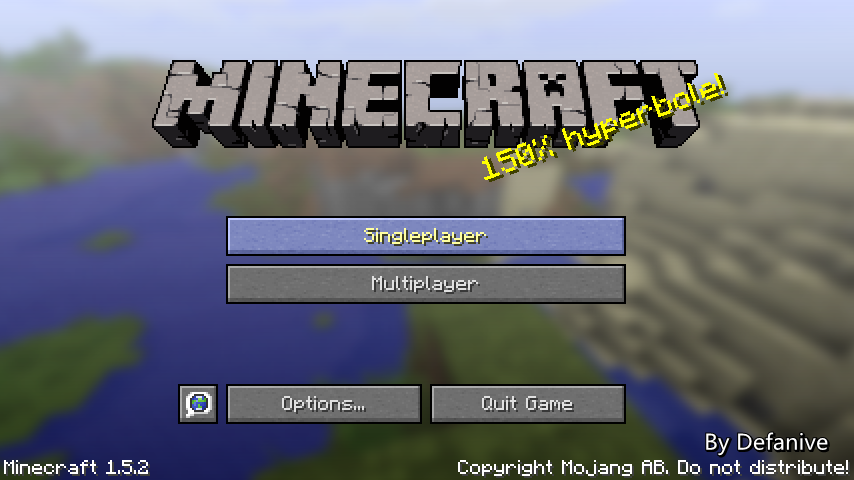 MINECRAFT
150% hyperbole!
Singleplayer
Multiplayer
Options...
Quit Game
By Defanive
Minecraft 1.5.2
Copyright Mojang AB. Do not distribute!